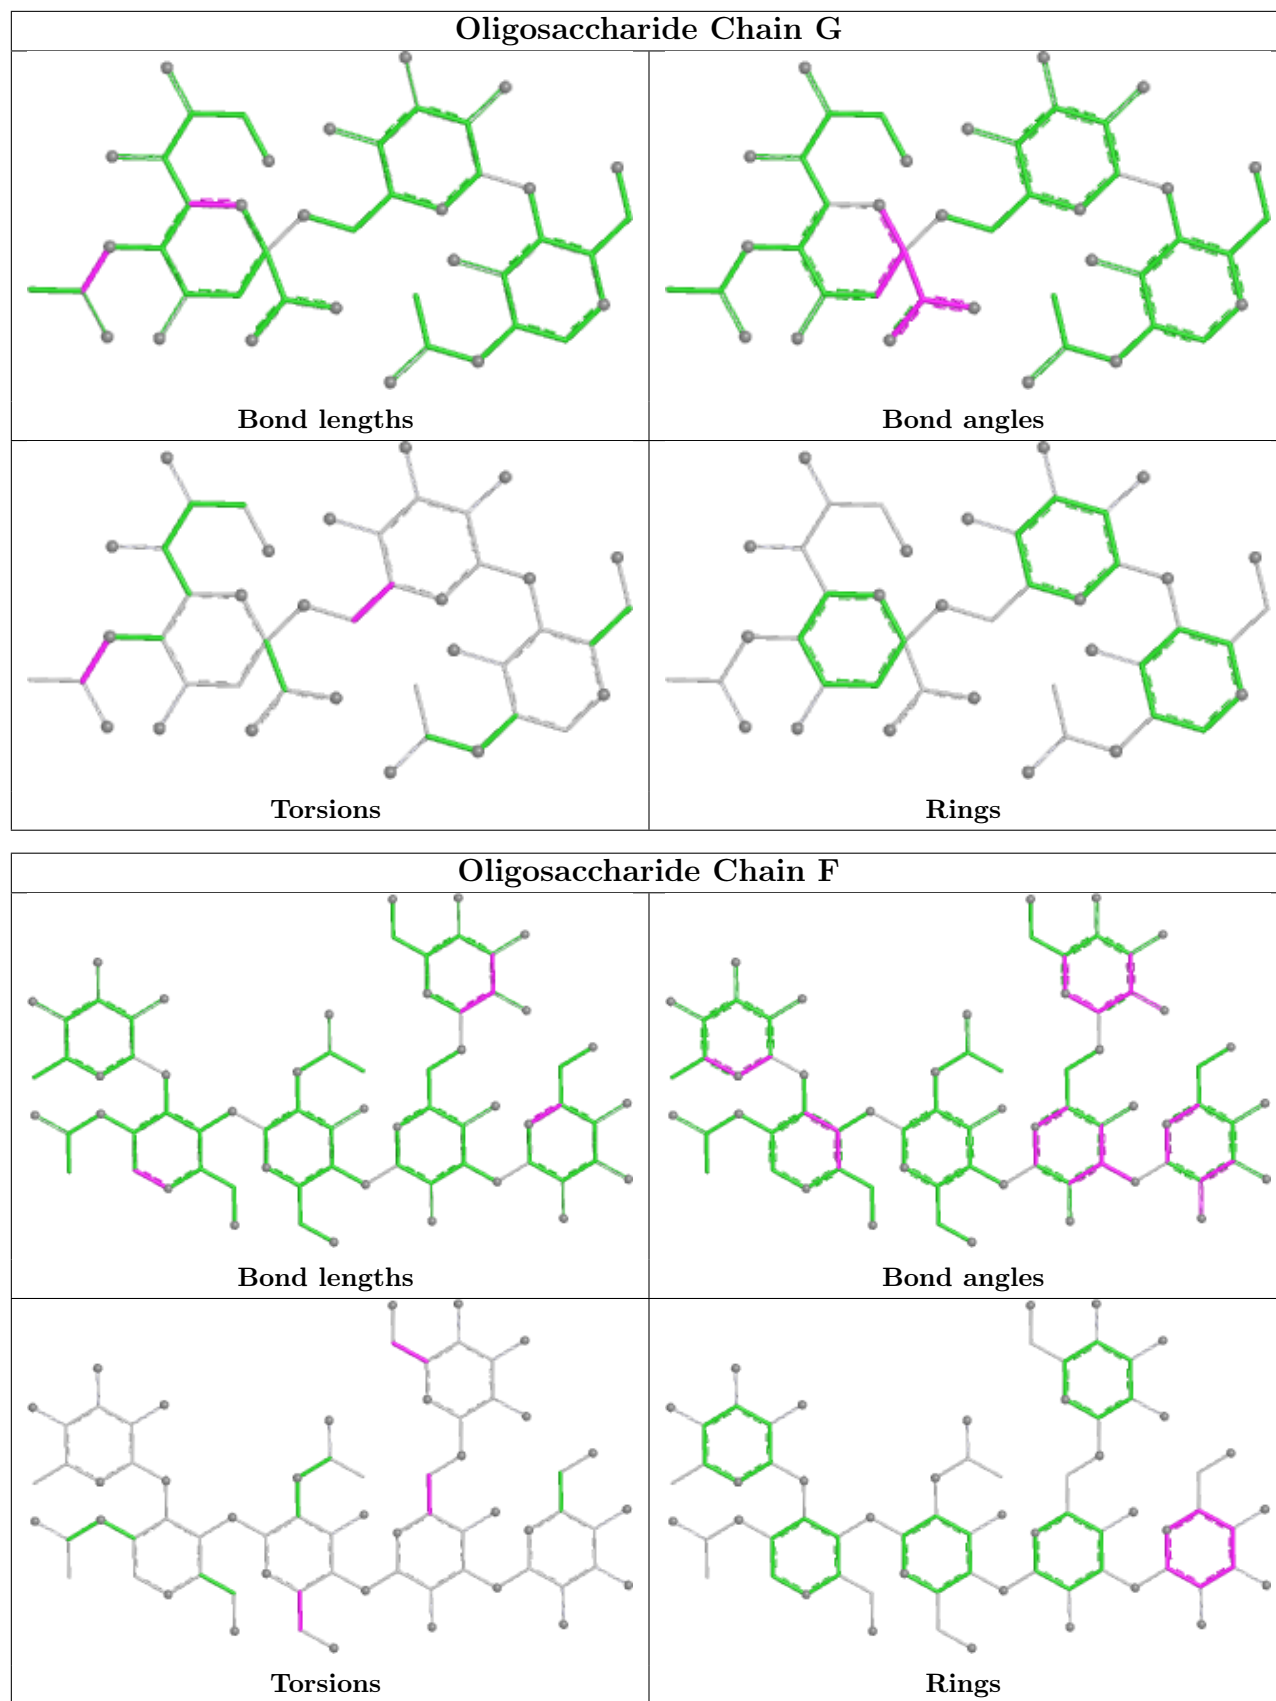 Oligosaccharide Chain G
Bond lengths
Bond angles
Torsions
Rings
Oligosaccharide Chain F
Bond lengths
Bond angles
Torsions
Rings